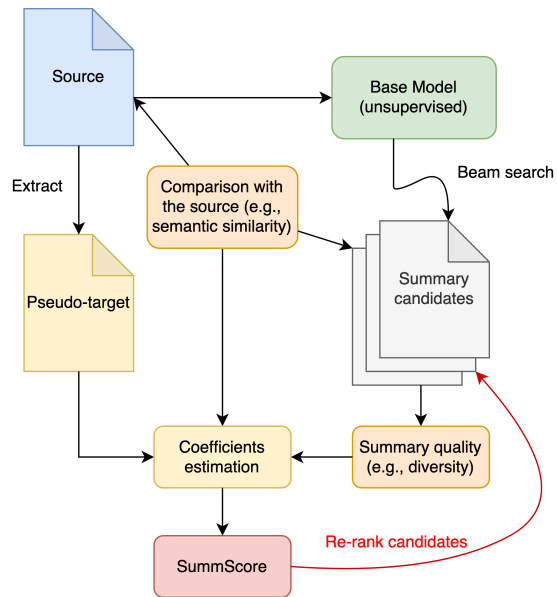 Source
Base Model
(unsupervised)
Extract
Comparison with
the source (e.g.,
semantic similarity)
Beam search
Pseudo-target
Summary
candidates
Coefficients
estimation
Summary quality
(e.g., diversity)
Re-rank candidates
SummScore